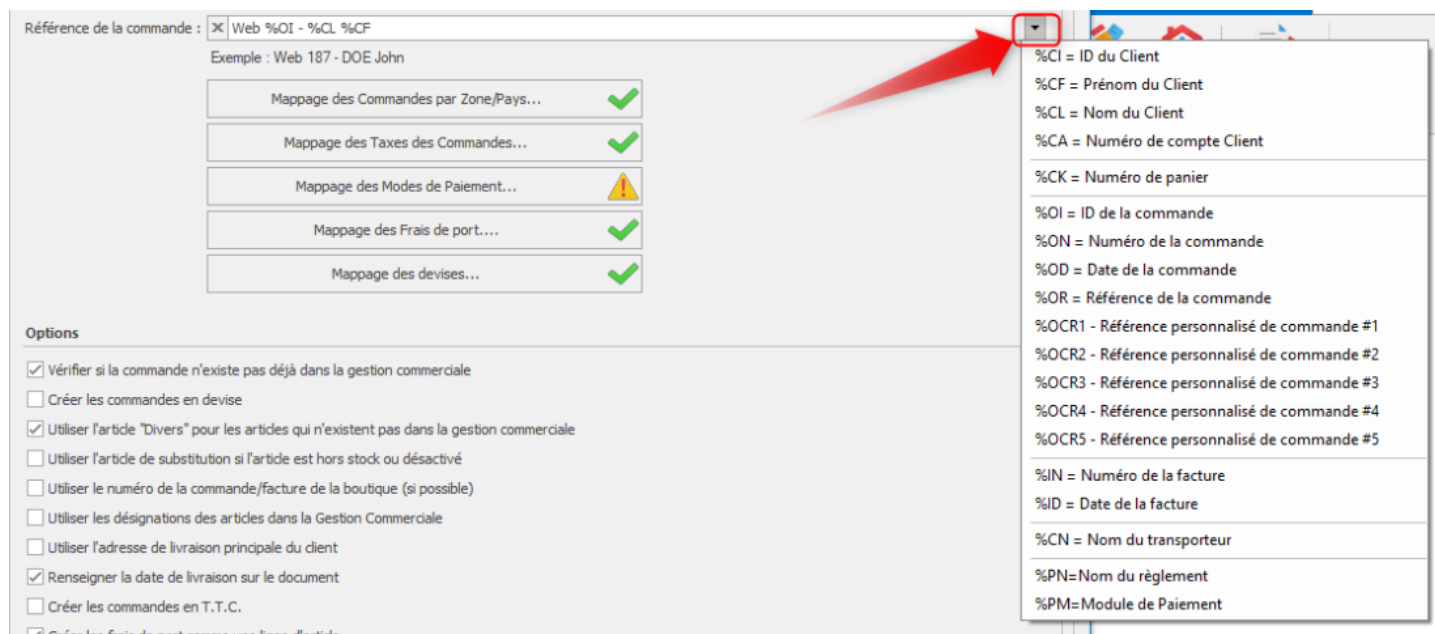 Référence de la commande : Web %OI - %CL %CF
Exemple : Web 187 - DOE John
Mappage des Commandes par Zone/Pays...
Mappage des Taxes des Commandes...
Mappage des Modes de Paiement...
Mappage des Frais de port....
Mappage des devises...
Options
Vérifier si la commande n'existe pas déjà dans la gestion commerciale
Créer les commandes en devise
Utiliser l'article "Divers" pour les articles qui n'existent pas dans la gestion commerciale
Utiliser l'article de substitution si l'article est hors stock ou désactivé
Utiliser le numéro de la commande/facture de la boutique (si possible)
Utiliser les désignations des articles dans la Gestion Commerciale
Utiliser l'adresse de livraison principale du client
Renseigner la date de livraison sur le document
Créer les commandes en T.T.C.
Créer les frais de port comme une ligne d'article
%CI = ID du Client
%CF = Prénom du Client
%CL = Nom du Client
%CA = Numéro de compte Client
%CK = Numéro de panier
%OI = ID de la commande
%ON = Numéro de la commande
%OD = Date de la commande
%OR = Référence de la commande
%OCR1 - Référence personnalisé de commande #1
%OCR2 - Référence personnalisé de commande #2
%OCR3 - Référence personnalisé de commande #3
%OCR4 - Référence personnalisé de commande #4
%OCR5 - Référence personnalisé de commande #5
%IN = Numéro de la facture
%ID = Date de la facture
%CN = Nom du transporteur
%PN=Nom du règlement
%PM=Module de Paiement